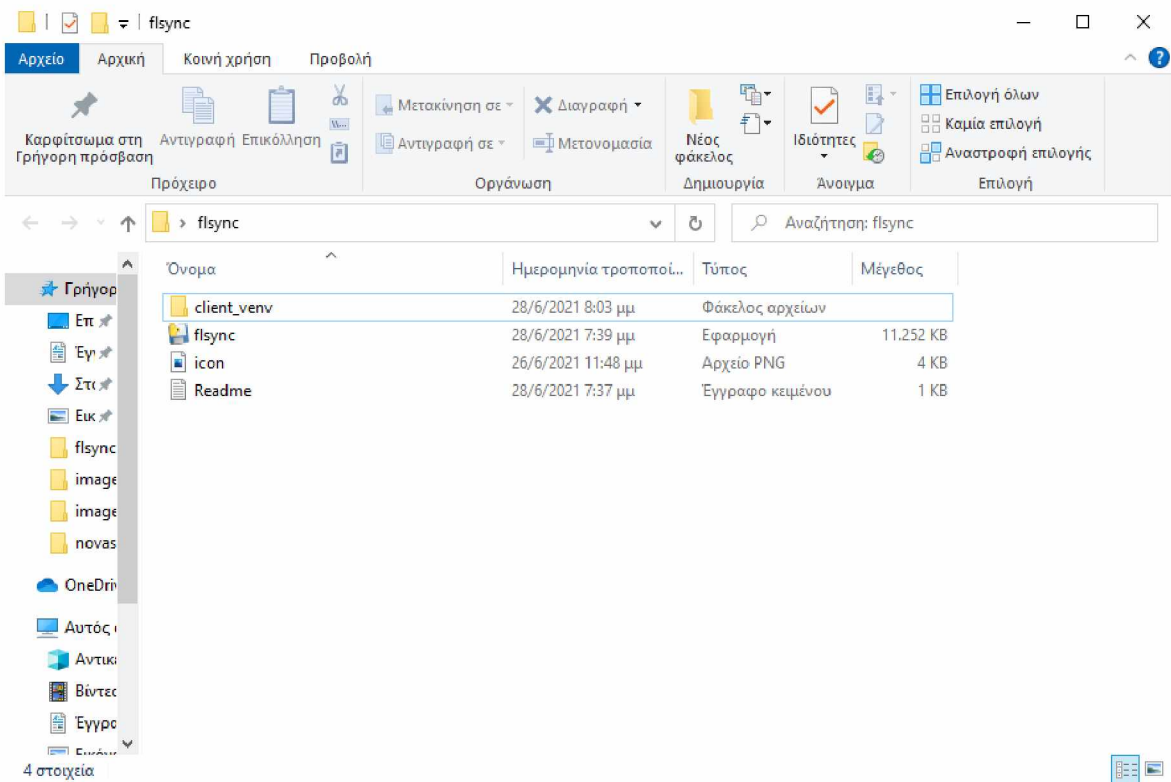 flsync
Αρχείο Αρχική Κοινή χρήση Προβολή
Καρφίτσωμα στη Γρήγορη πρόσβαση
Αντιγραφή Επικόλληση
Μετακίνηση σε
Αντιγραφή σε
Διαγραφή
Μετονομασία
Νέος φάκελος
Ιδιότητες
Επιλογή όλων
Καμία επιλογή
Αναστροφή επιλογής
Πρόχειρο Οργάνωση Δημιουργία Άνοιγμα Επιλογή
flsync Αναζήτηση: flsync
Όνομα Ημερομηνία τροποποί... Τύπος Μέγεθος
client_venv 28/6/2021 8:03 μμ Φάκελος αρχείων
flsync 28/6/2021 7:39 μμ Εφαρμογή 11.252 KB
icon 26/6/2021 11:48 μμ Αρχείο PNG 4 KB
Readme 28/6/2021 7:37 μμ Έγγραφο κειμένου 1 KB
Γρήγορ
Επ
Έγγ
Στο
Εικ
flsync
image
image
novas
OneDriv
Αυτός
Αντικ
Βίντεο
Έγγρα
4 στοιχεία